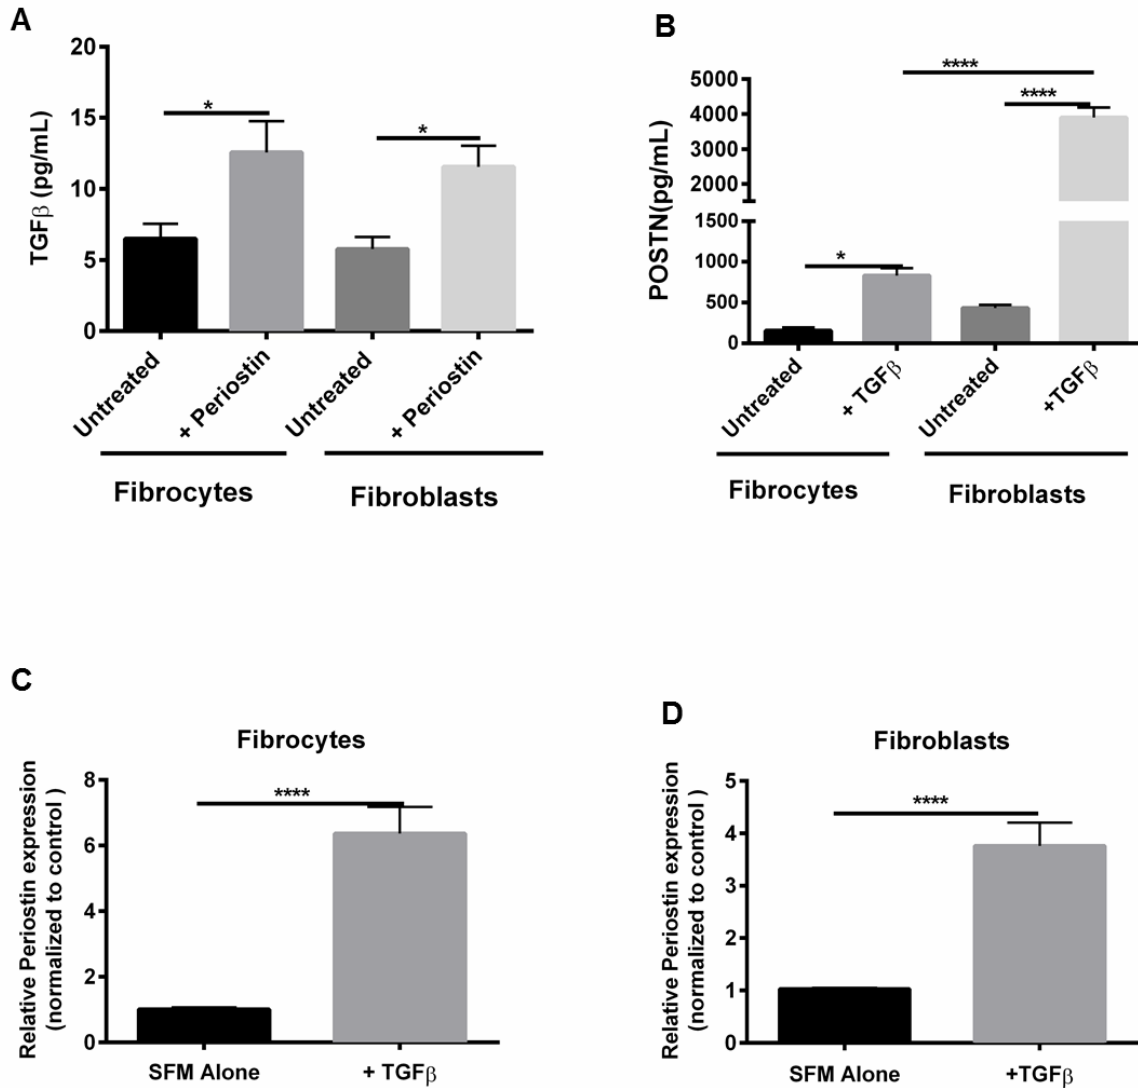 A
TGFβ (pg/mL)
20
15
10
5
0
*
*
Untreated
+ Periostin
Untreated
+ Periostin
Fibrocytes
Fibroblasts
B
POSTN(pg/mL)
5000
4000
3000
2000
1500
1000
500
0
****
****
*
Untreated
+ TGFβ
Untreated
+TGFβ
Fibrocytes
Fibroblasts
C
Fibrocytes
Relative Periostin expression
(normalized to control )
8
6
4
2
0
****
SFM Alone
+ TGFβ
D
Fibroblasts
Relative Periostin expression
(normalized to control )
5
4
3
2
1
0
****
SFM Alone
+TGFβ